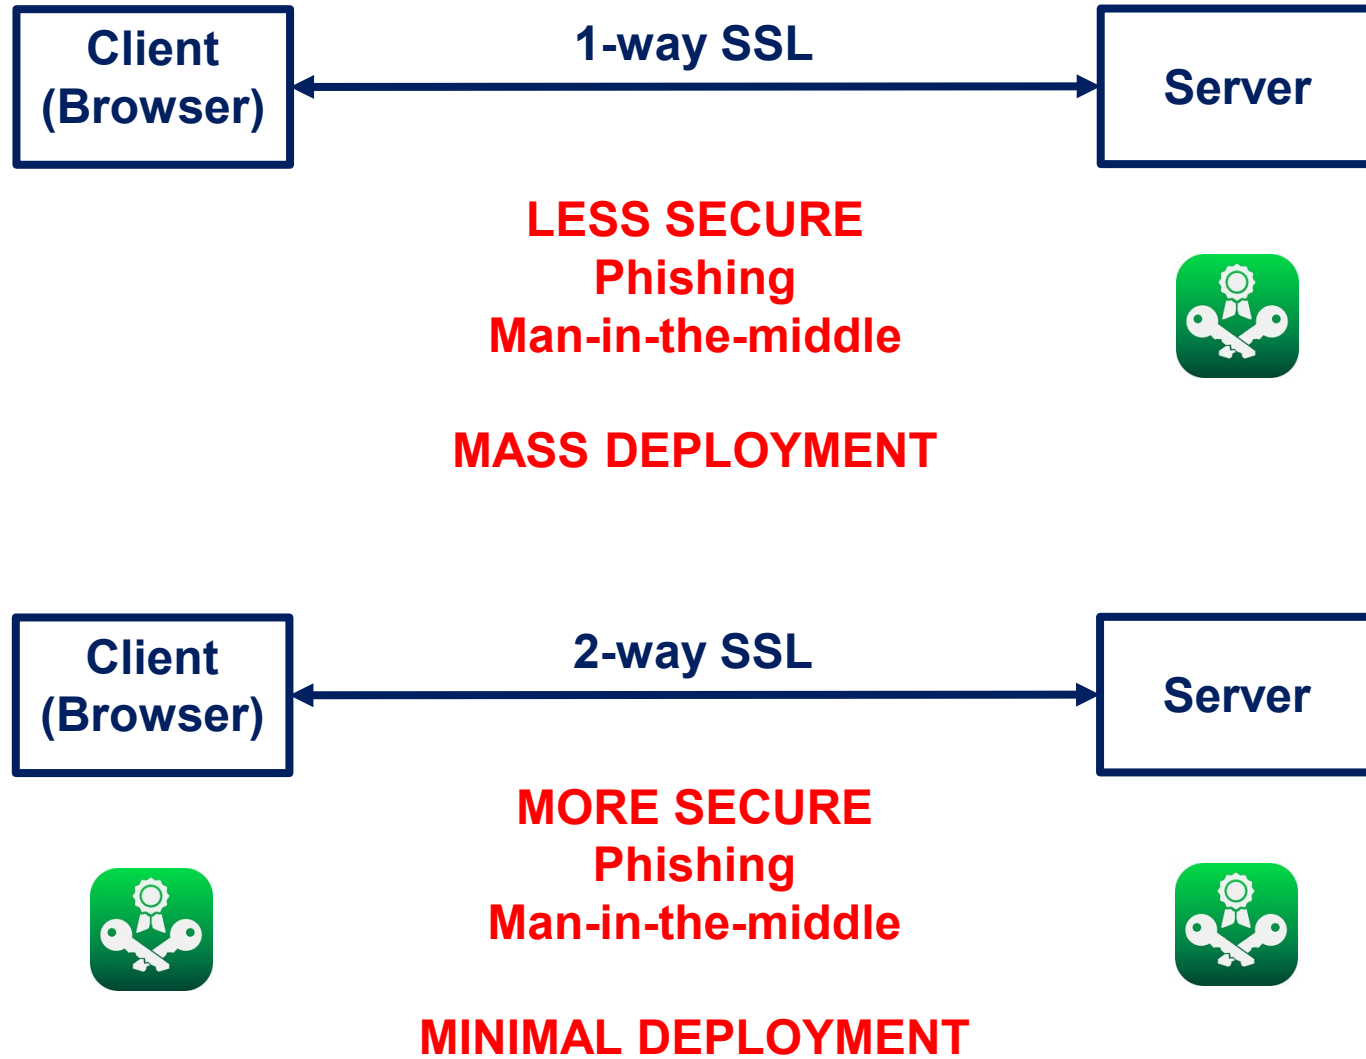 Client
(Browser)
1-way SSL
Server
LESS SECURE
Phishing
Man-in-the-middle
MASS DEPLOYMENT
Client
(Browser)
2-way SSL
Server
MORE SECURE
Phishing
Man-in-the-middle
MINIMAL DEPLOYMENT